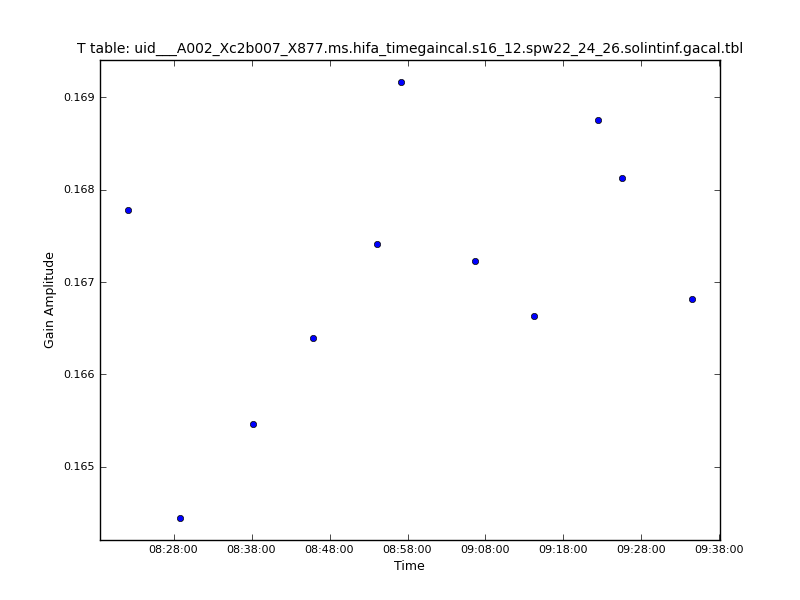 T table: uid___A002_Xc2b007_X877.ms.hifa_timegaincal.s16_12.spw22_24_26.solintinf.gacal.tbl
0.169
0.168
0.167
0.166
0.165
Gain Amplitude
08:28:00 08:38:00 08:48:00 08:58:00 09:08:00 09:18:00 09:28:00 09:38:00
Time